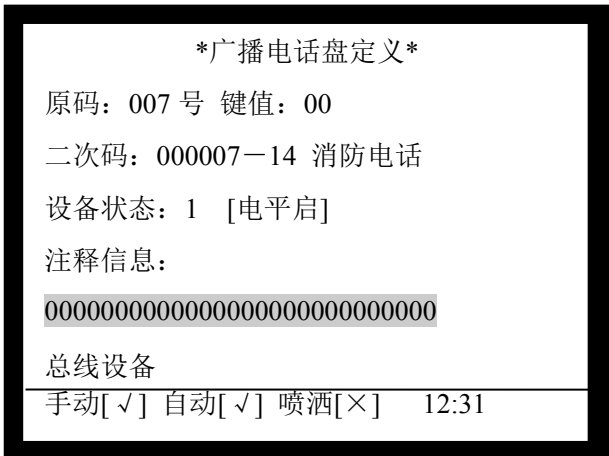 *广播电话盘定义*
原码：007 号 键值：00
二次码：000007－14 消防电话
设备状态：1 [电平启]
注释信息：
0000000000000000000000000000
总线设备
手动[√] 自动[√] 喷洒[×] 12:31